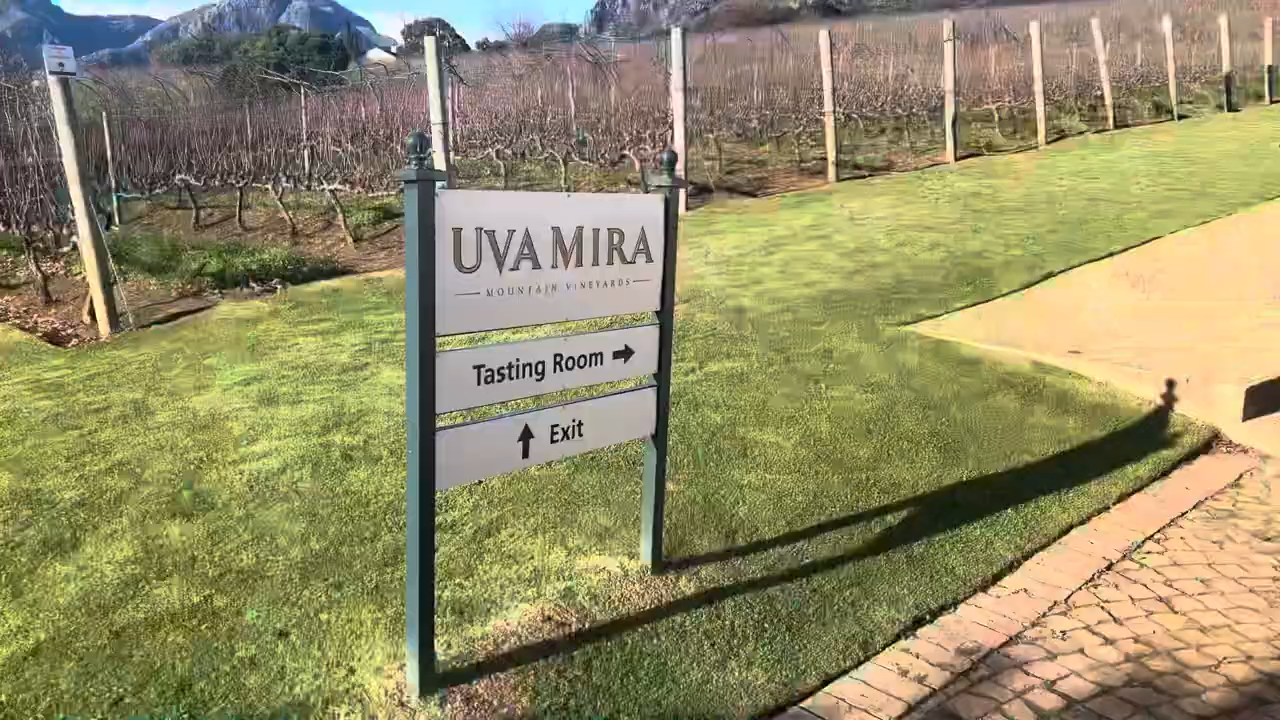 UVA MIRA
MOUNTAIN VINEYARDS
Tasting Room →
↑ Exit